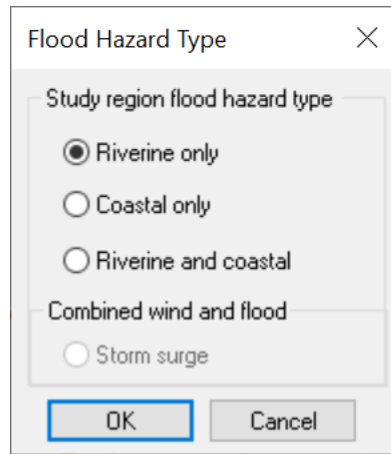 Flood Hazard Type
Study region flood hazard type
Riverine only
Coastal only
Riverine and coastal
Combined wind and flood
Storm surge
OK Cancel